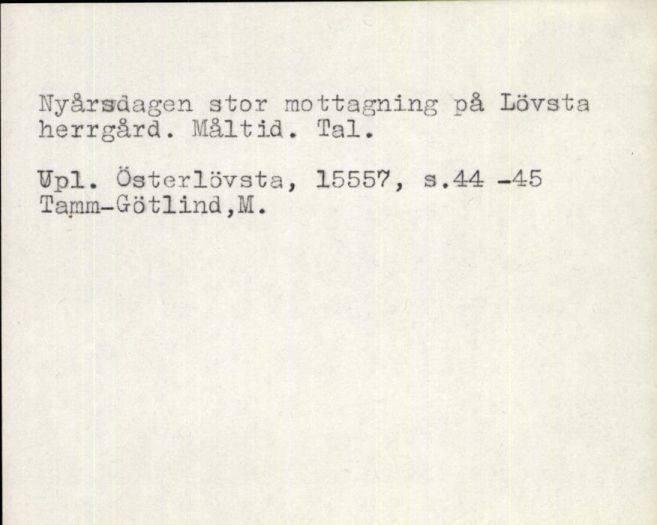 Nyårsdagen stor mottagning på Lövsta
herrgård. Måltid. Tal.
Upl. Österlövsta, 15557, s.44 -45
Tamm-Götlind,M.